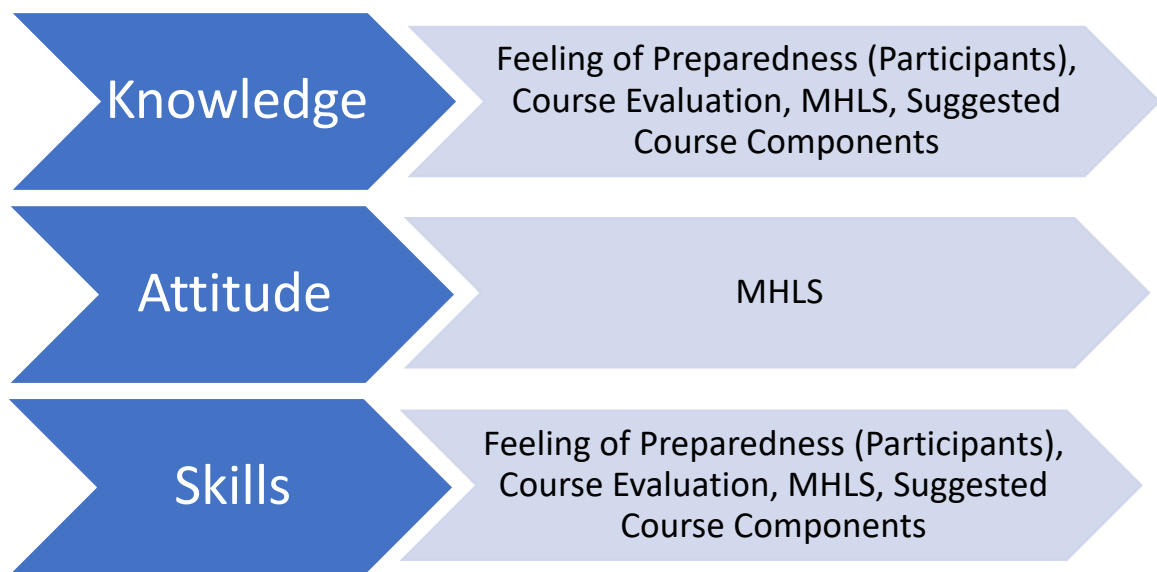 Knowledge
Feeling of Preparedness (Participants),
Course Evaluation, MHLS, Suggested
Course Components
Attitude
MHLS
Skills
Feeling of Preparedness (Participants),
Course Evaluation, MHLS, Suggested
Course Components